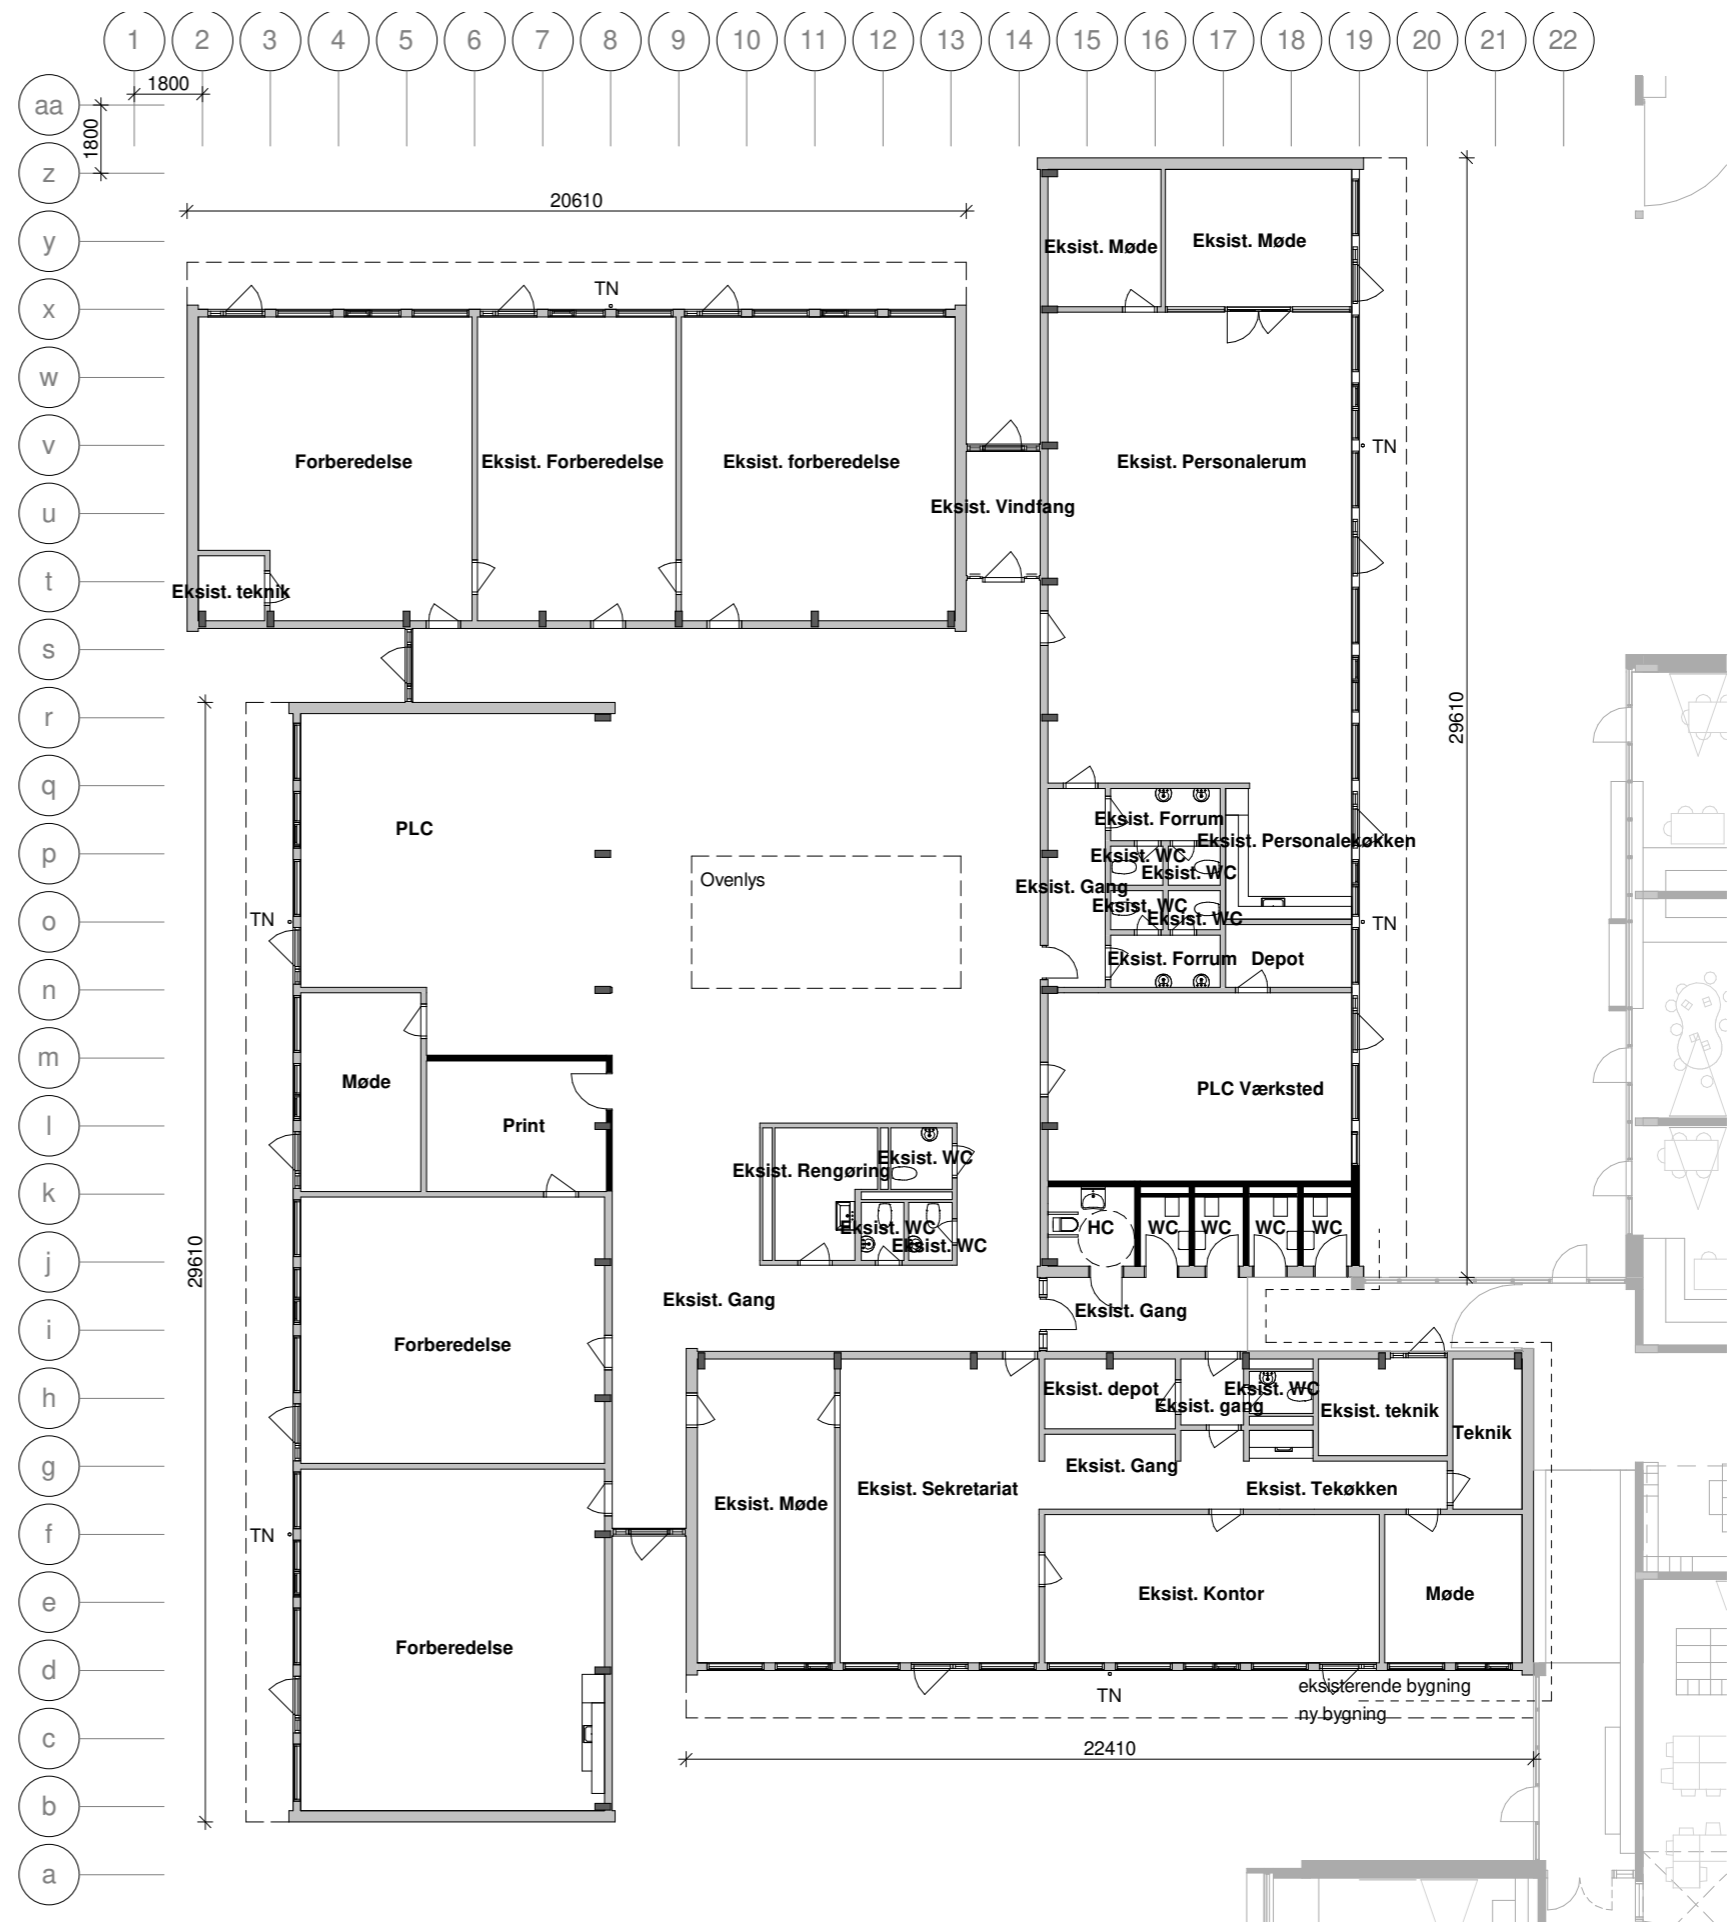 1 2 3 4 5 6 7 8 9 10 11 12 13 14 15 16 17 18 19 20 21 22
1800
aa
1800
z
20610
y
Eksist. Møde
Eksist. Møde
TN
x
w
v
TN
Forberedelse
Eksist. Forberedelse
Eksist. forberedelse
Eksist. Personalerum
u
Eksist. Vindfang
t
Eksist. teknik
s
r
29610
q
PLC
Eksist. Forrum
Eksist. Personalekøkken
p
Eksist. WC
Eksist. WC
Ovenlys
Eksist. Gang
Eksist. WC
Eksist. WC
o
TN
TN
Eksist. Forrum
Depot
n
m
Møde
PLC Værksted
l
Print
Eksist. WC
Eksist. Rengøring
k
HC
WC
WC
WC
WC
Eksist. WC
Eksist. WC
j
29610
Eksist. Gang
Eksist. Gang
i
Forberedelse
h
Eksist. depot
Eksist. WC
Eksist. gang
Eksist. teknik
Teknik
g
Eksist. Gang
Eksist. Sekretariat
Eksist. Tekøkken
Eksist. Møde
f
TN
e
Eksist. Kontor
Møde
Forberedelse
d
eksisterende bygning
TN
ny bygning
c
22410
b
a